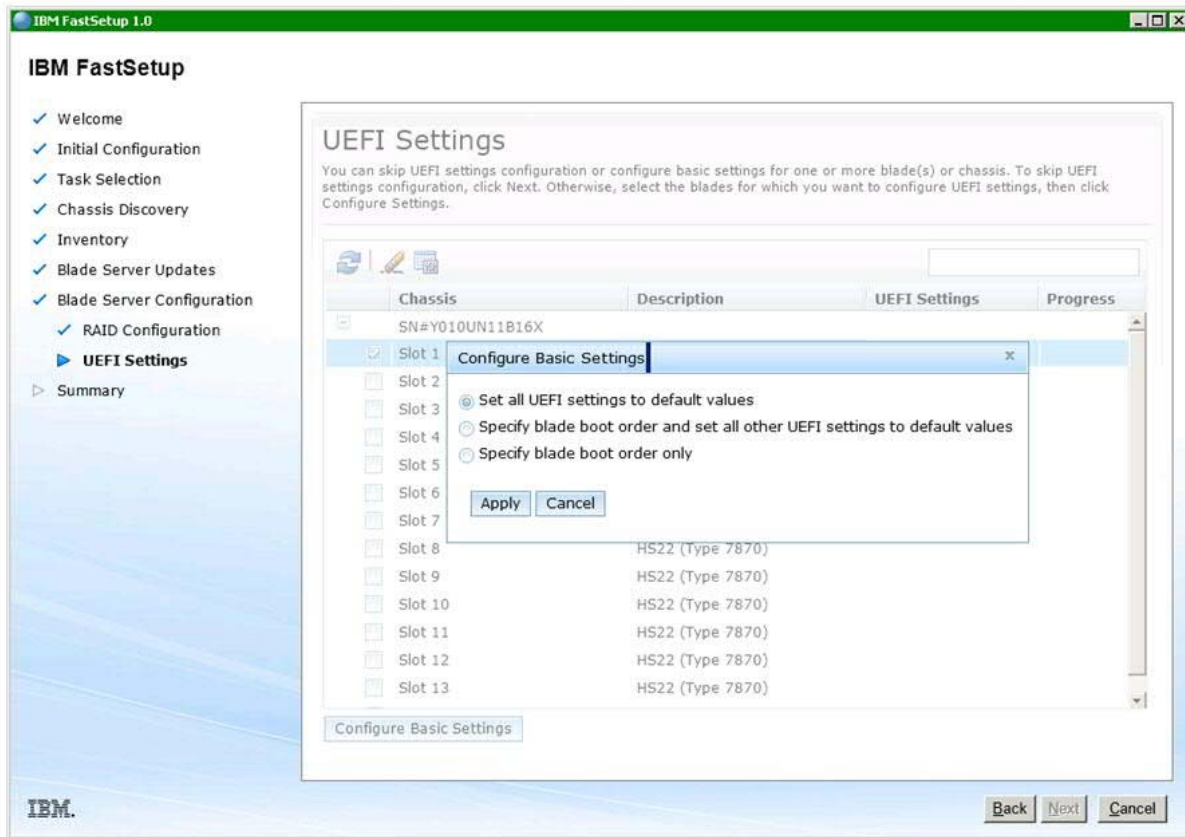 IBM FastSetup 1.0
IBM FastSetup
Welcome
Initial Configuration
Task Selection
Chassis Discovery
Inventory
Blade Server Updates
Blade Server Configuration
RAID Configuration
UEFI Settings
Summary
UEFI Settings
You can skip UEFI settings configuration or configure basic settings for one or more blade(s) or chassis. To skip UEFI
settings configuration, click Next. Otherwise, select the blades for which you want to configure UEFI settings, then click
Configure Settings.
Chassis Description UEFI Settings Progress
SN#Y010UN11B16X
Slot 1
Slot 2
Slot 3
Slot 4
Slot 5
Slot 6
Slot 7
Slot 8 HS22 (Type 7870)
Slot 9 HS22 (Type 7870)
Slot 10 HS22 (Type 7870)
Slot 11 HS22 (Type 7870)
Slot 12 HS22 (Type 7870)
Slot 13 HS22 (Type 7870)
Configure Basic Settings
x
Set all UEFI settings to default values
Specify blade boot order and set all other UEFI settings to default values
Specify blade boot order only
Apply Cancel
Configure Basic Settings
IBM.
Back Next Cancel